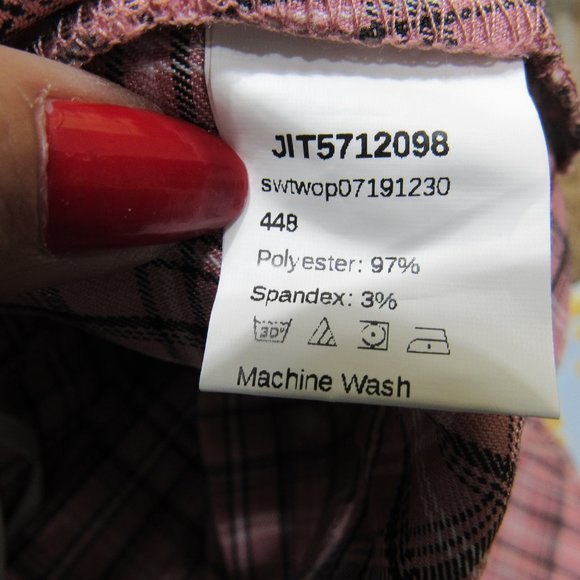 JIT5712098
swtwop07191230
448
Polyester: 97%
Spandex: 3%
30°
Machine Wash